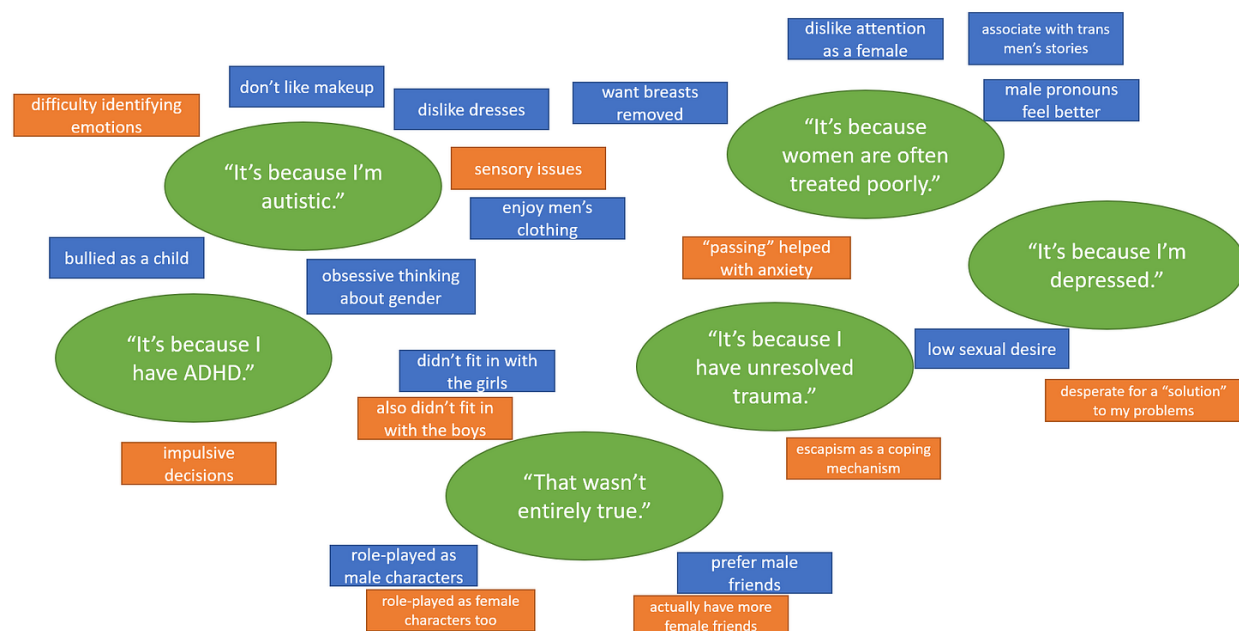 dislike attention
as a female
associate with trans
men's stories
don't like makeup
difficulty identifying
emotions
dislike dresses
want breasts
removed
male pronouns
feel better
"It's because I'm
autistic."
sensory issues
enjoy men's
clothing
"It's because
women are often
treated poorly."
bullied as a child
obsessive thinking
about gender
"passing" helped
with anxiety
"It's because I'm
depressed."
"It's because I
have ADHD."
didn't fit in with
the girls
also didn't fit in
with the boys
"It's because I
have unresolved
trauma."
low sexual desire
desperate for a "solution"
to my problems
impulsive
decisions
escapism as a coping
mechanism
"That wasn't
entirely true."
role-played as
male characters
role-played as female
characters too
prefer male
friends
actually have more
female friends